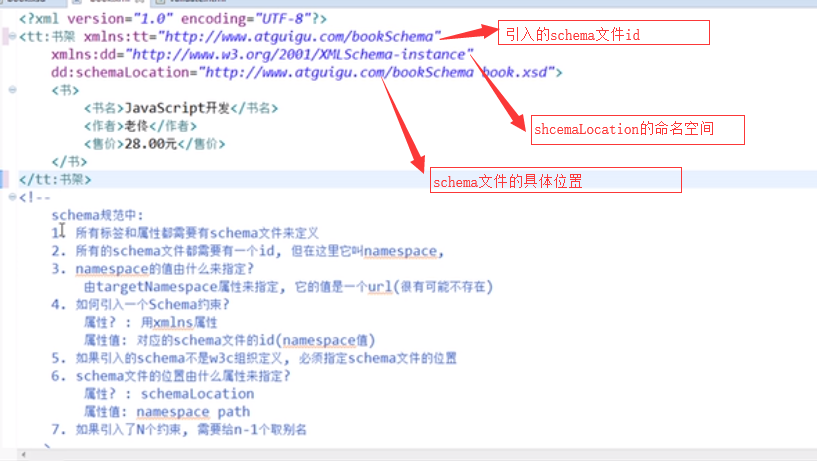 <?xml version="1.0" encoding="UTF-8"?>
<tt:书架 xmlns:tt="http://www.atguigu.com/bookSchema"
引入的schema文件id
xmlns:dd="http://www.w3.org/2001/XMLSchema-instance"
dd:schemaLocation="http://www.atguigu.com/bookSchema book.xsd">
<书>
<书名>JavaScript开发</书名>
<作者>老佟</作者>
shcemaLocation的命名空间
<售价>28.00元</售价>
</书>
</tt:书架>
schema文件的具体位置
<!--
schema规范中:
1. 所有标签和属性都需要有schema文件来定义
2. 所有的schema文件都需要有一个id, 但在这里它叫namespace,
3. namespace的值由什么来指定?
由targetNamespace属性来指定, 它的值是一个url(很有可能不存在)
4. 如何引入一个Schema约束?
属性? : 用xmlns属性
属性值: 对应的schema文件的id(namespace值)
5. 如果引入的schema不是w3c组织定义, 必须指定schema文件的位置
6. schema文件的位置由什么属性来指定?
属性? : schemaLocation
属性值: namespace path
7. 如果引入了N个约束, 需要给n-1个取别名